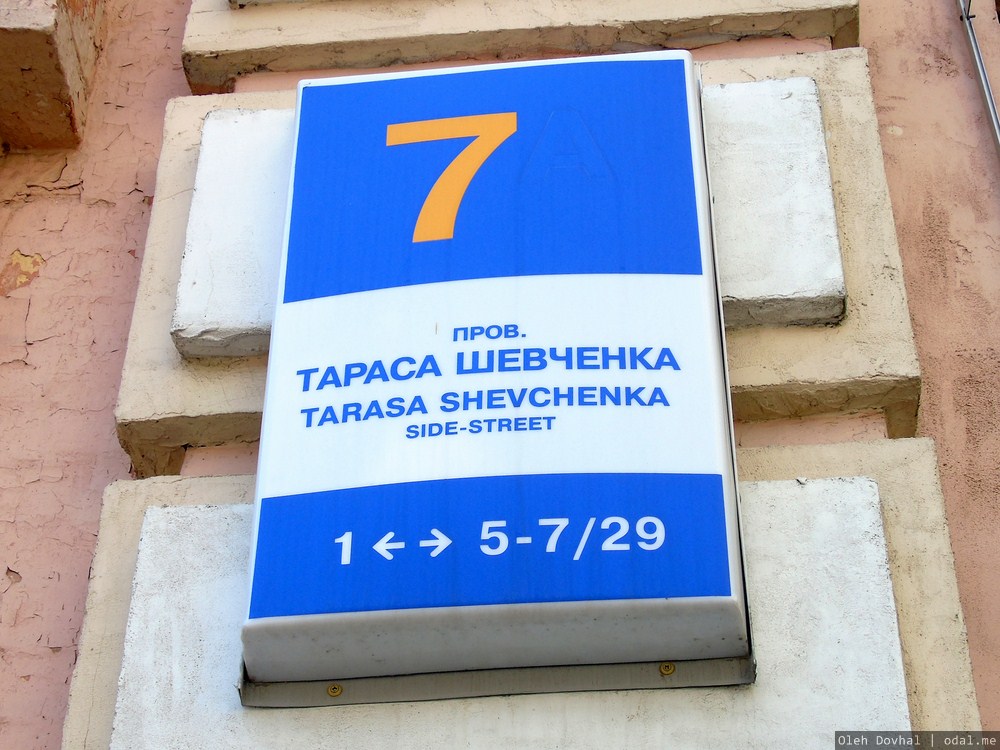 7
ПРОВ.
ТАРАСА ШЕВЧЕНКА
TARASA SHEVCHENKA
SIDE-STREET
1 ←→ 5-7/29
Oleh Dovhal | odal.me